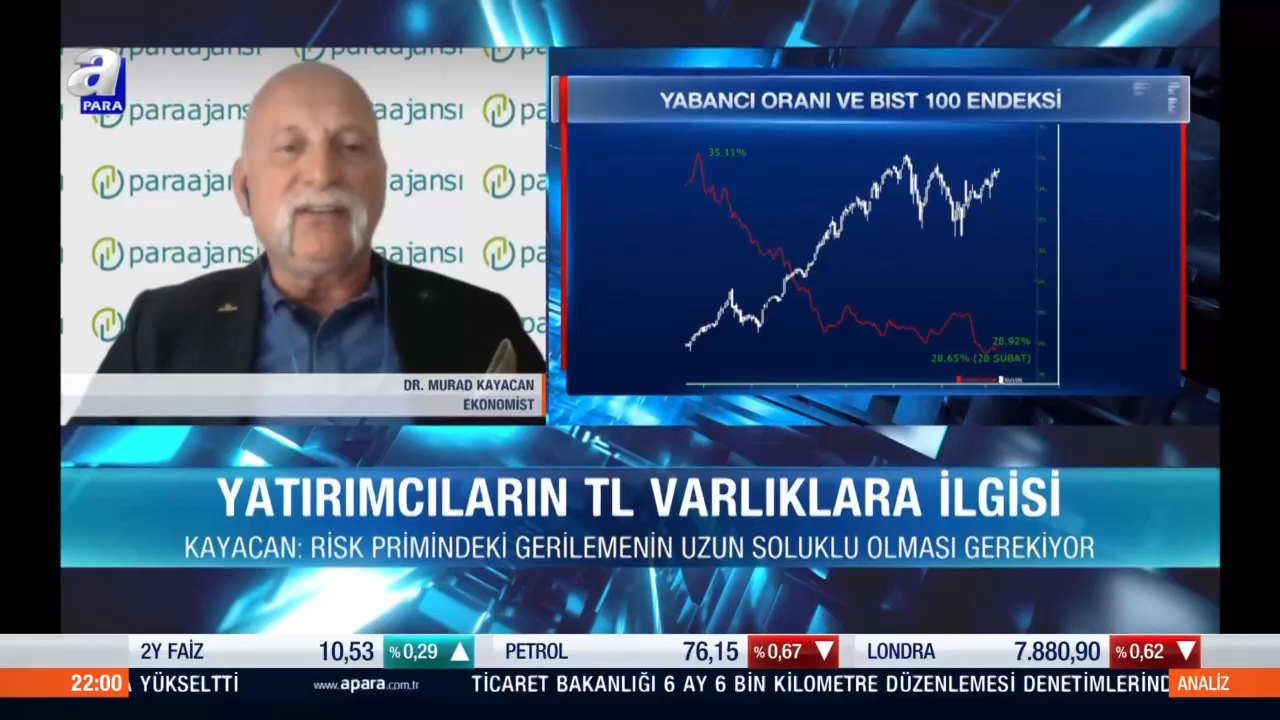 a
PARA
paraajansı
paraajansı
paraajansı
paraajansı
DR. MURAD KAYACAN
EKONOMİST
YABANCI ORANI VE BIST 100 ENDEKSİ
35.11%
28.92%
28.65% (28 SUBAT)
YATIRIMCILARIN TL VARLIKLARA İLGİSİ
KAYACAN: RİSK PRİMİNDEKİ GERİLEMENİN UZUN SOLUKLU OLMASI GEREKİYOR
2Y FAİZ 10,53 %0,29 PETROL 76,15 %0,67 LONDRA 7.880,90 %0,62
22:00 A YÜKSELTTİ www.apara.com.tr TİCARET BAKANLIĞI 6 AY 6 BİN KİLOMETRE DÜZENLEMESİ DENETİMLERİND ANALİZ